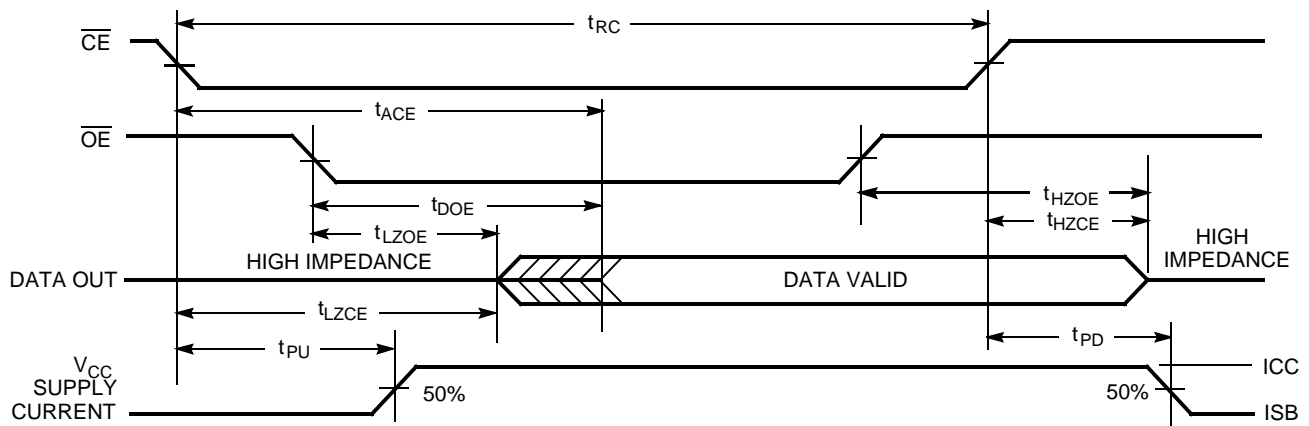 tRC
CE
tACE
OE
tDOE
tHZOE
tLZOE
tHZCE
HIGH IMPEDANCE
HIGH
IMPEDANCE
DATA OUT
DATA VALID
tLZCE
tPU
tPD
VCC
SUPPLY
CURRENT
50%
50%
ICC
ISB